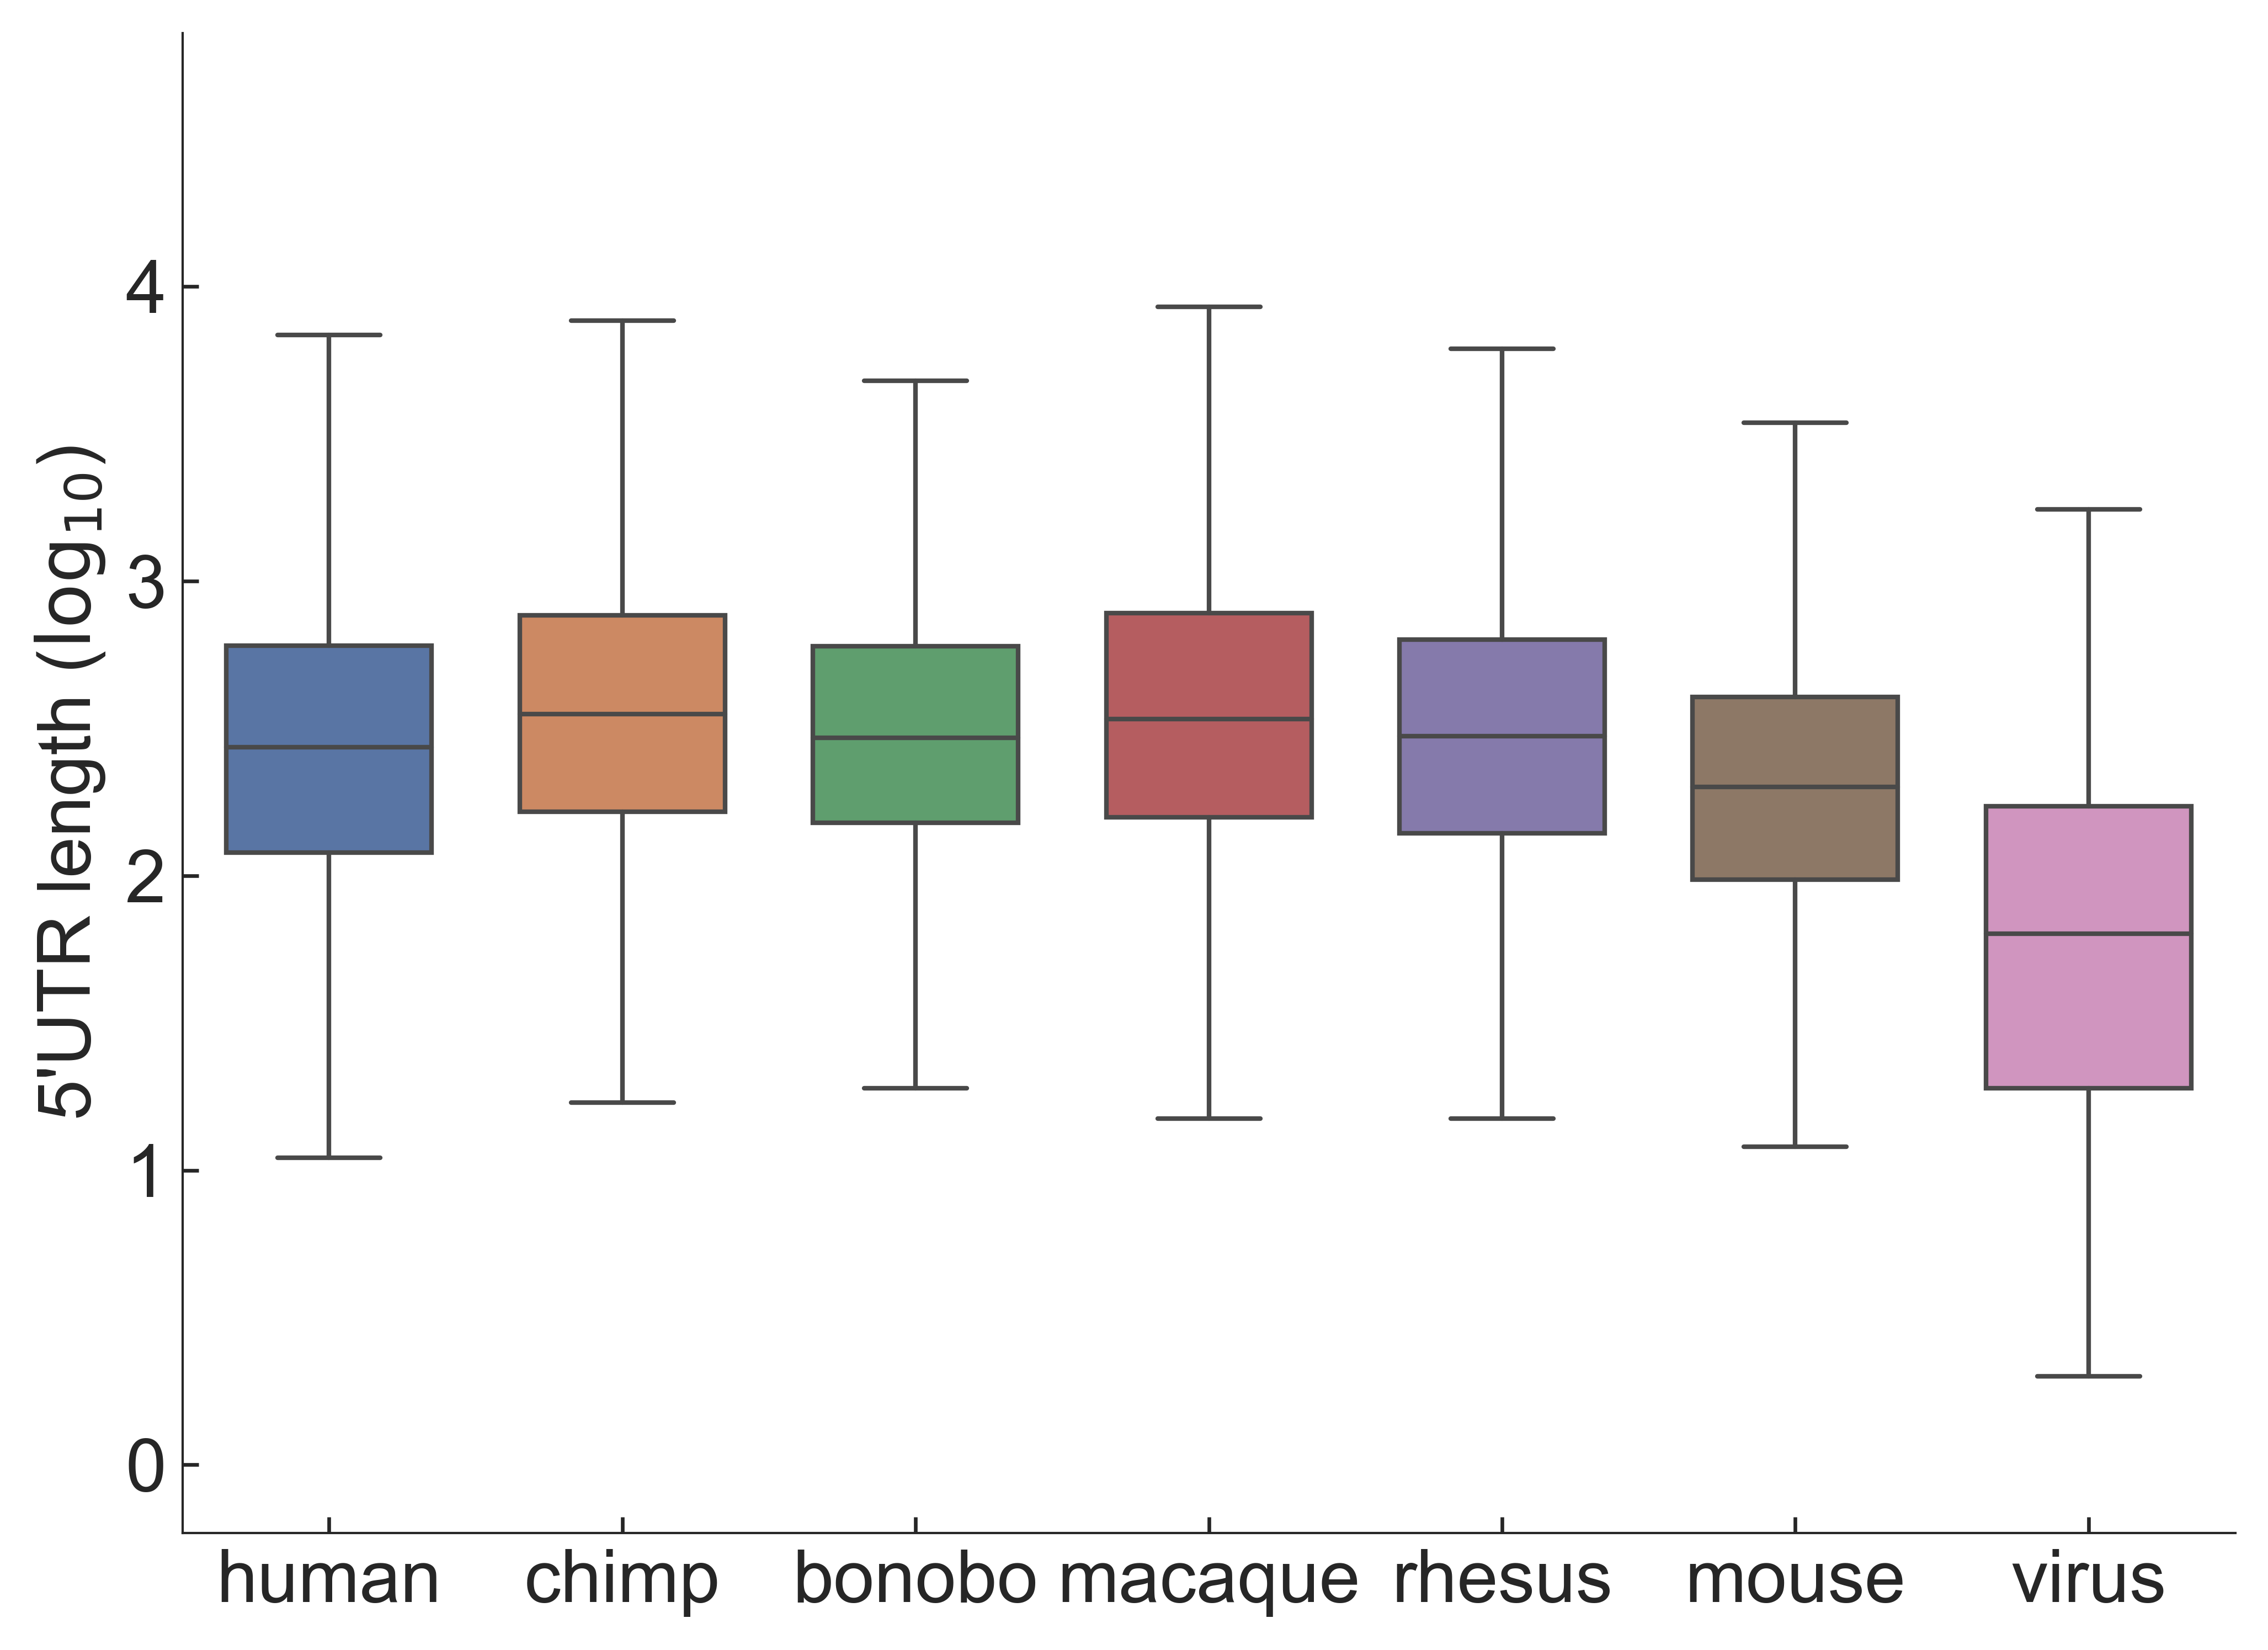 5'UTR length (log₁₀)
4
3
2
1
0
human chimp bonobo macaque rhesus mouse virus